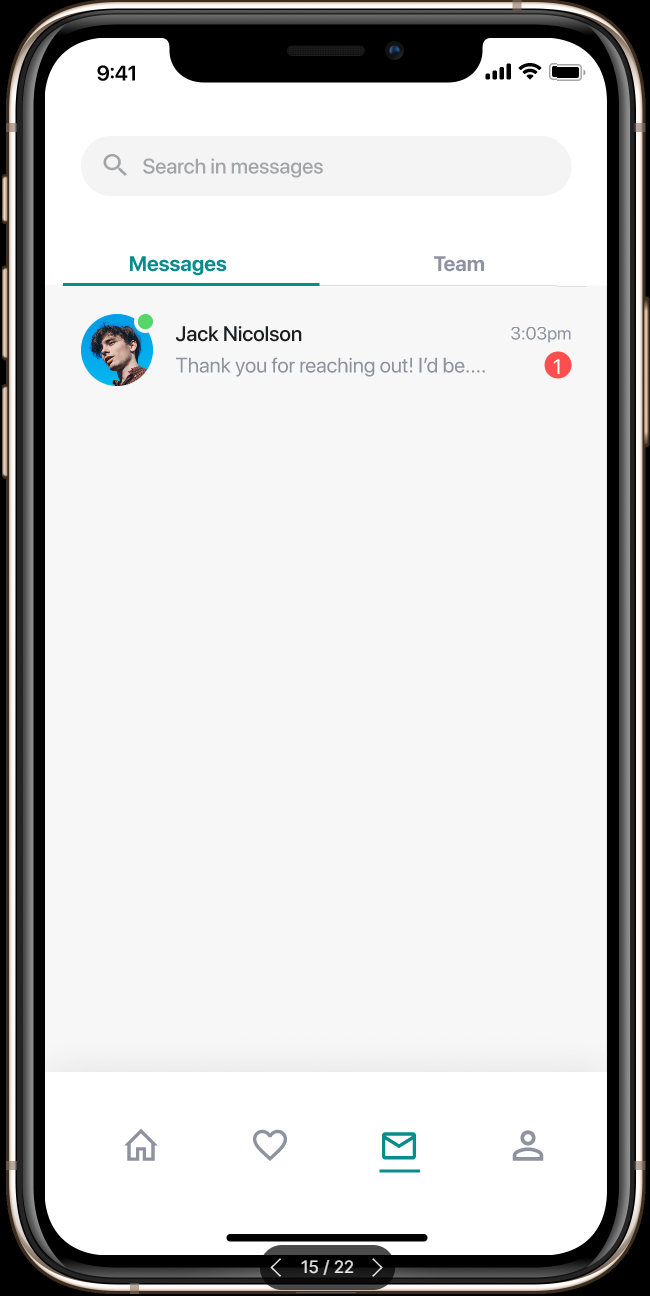 9:41
Search in messages
Messages
Team
Jack Nicolson
3:03pm
Thank you for reaching out! I’d be....
1
15 / 22